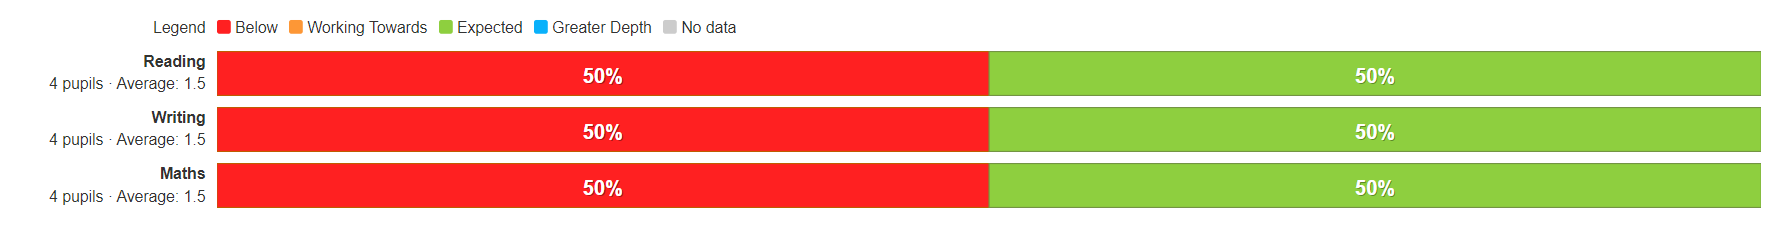 Legend Below Working Towards Expected Greater Depth No data
Reading
4 pupils · Average: 1.5
50% 50%
Writing
4 pupils · Average: 1.5
50% 50%
Maths
4 pupils · Average: 1.5
50% 50%